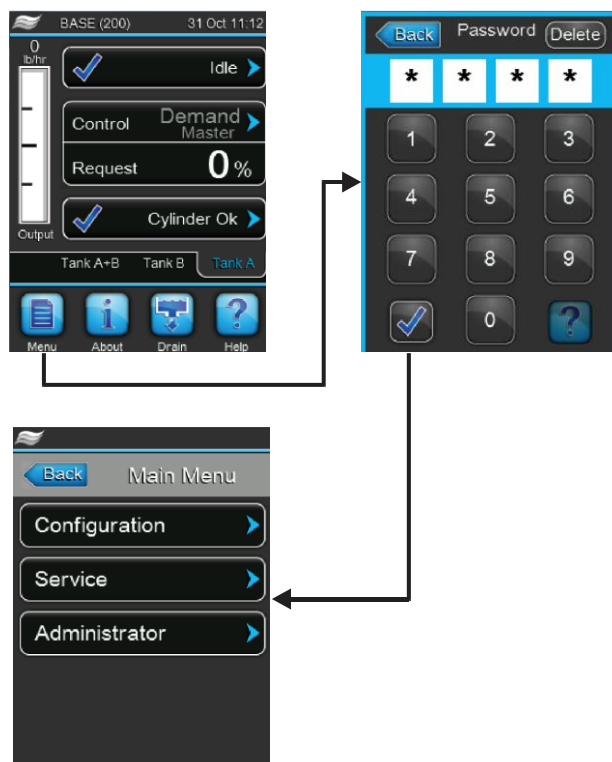 BASE (200) 31 Oct 11:12
0
lb/hr
Idle
Control Demand
Master
Request 0 %
Cylinder Ok
Output
Tank A+B Tank B Tank A
Menu About Drain Help
Back Password Delete
* * * *
1 2 3
4 5 6
7 8 9
0 ?
Back Main Menu
Configuration
Service
Administrator